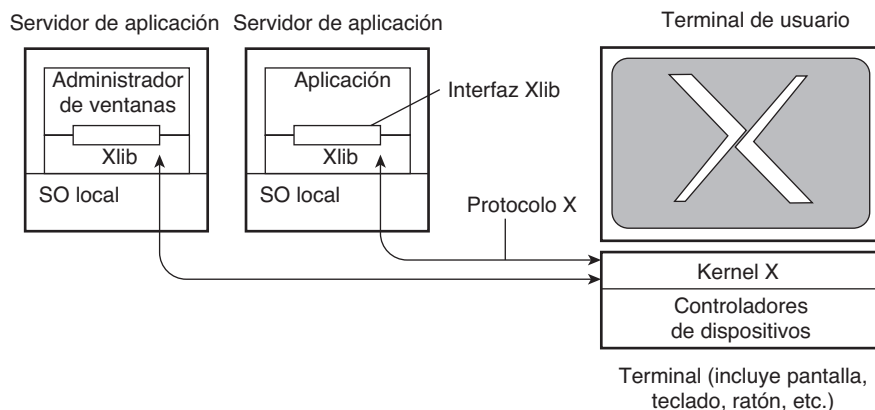 Servidor de aplicación
Servidor de aplicación
Terminal de usuario
Administrador
de ventanas
Aplicación
Interfaz Xlib
Xlib
Xlib
SO local
SO local
Protocolo X
Kernel X
Controladores
de dispositivos
Terminal (incluye pantalla,
teclado, ratón, etc.)